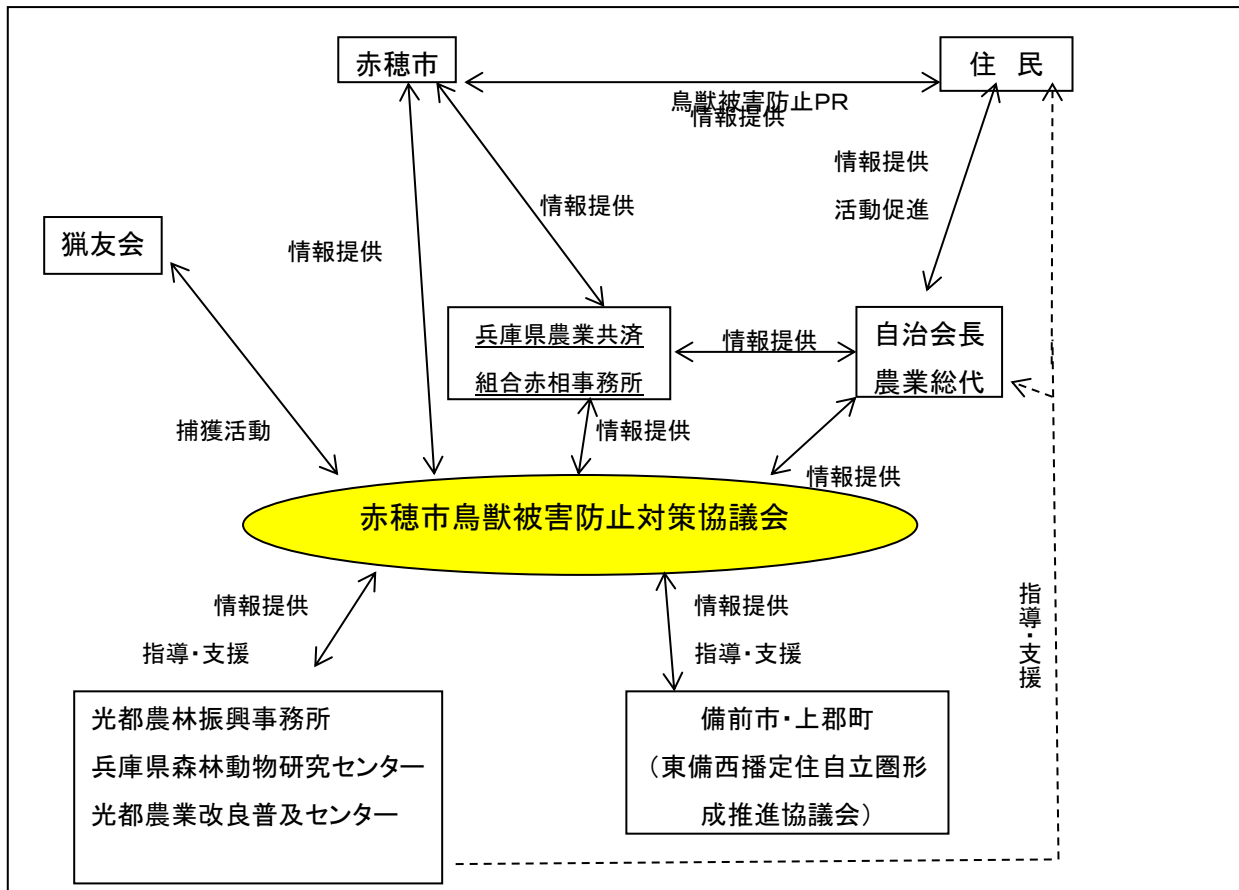 赤穂市
住 民
鳥獣被害防止PR
情報提供
情報提供
活動促進
情報提供
猟友会
情報提供
兵庫県農業共済
組合赤相事務所
情報提供
自治会長
農業総代
捕獲活動
情報提供
情報提供
赤穂市鳥獣被害防止対策協議会
情報提供
指導・支援
情報提供
指導・支援
指導・支援
光都農林振興事務所
兵庫県森林動物研究センター
光都農業改良普及センター
備前市・上郡町
（東備西播定住自立圏形
成推進協議会）